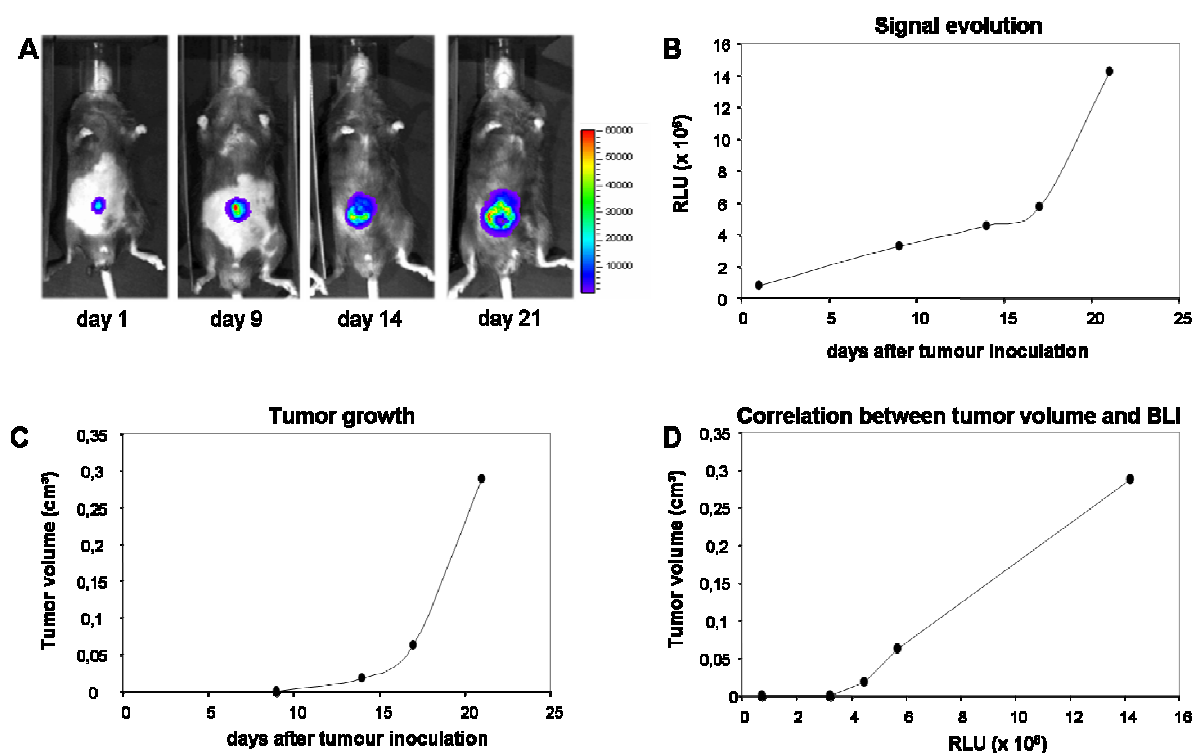 A
day 1
day 9
day 14
day 21
60000
50000
40000
30000
20000
10000
B
Signal evolution
RLU (x 10⁶)
16
14
12
10
8
6
4
2
0
0 5 10 15 20 25
days after tumour inoculation
C
Tumor growth
Tumor volume (cm³)
0,35
0,3
0,25
0,2
0,15
0,1
0,05
0
0 5 10 15 20 25
days after tumour inoculation
D
Correlation between tumor volume and BLI
Tumor volume (cm³)
0,35
0,3
0,25
0,2
0,15
0,1
0,05
0
0 2 4 6 8 10 12 14 16
RLU (x 10⁶)